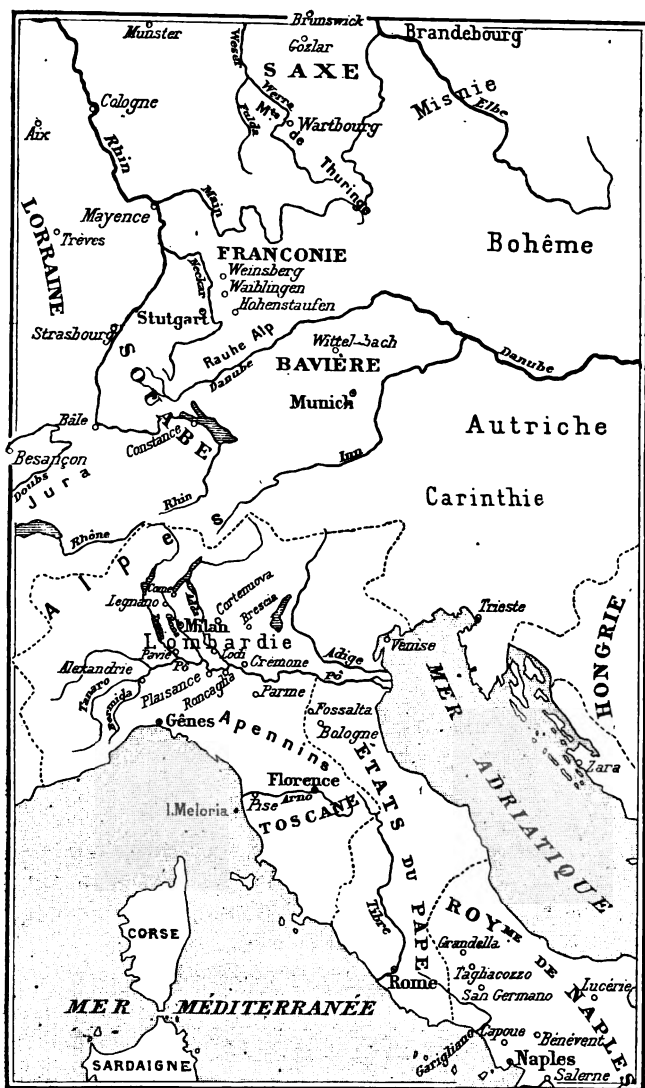 Brunswick
Munster
Gozlar
Brandebourg
Weser
SAXE
Misnie
Werra
Elbe
Cologne
Mts de Thuringe
Fulda
Wartbourg
Aix
Rhin
Main
Mayence
LORRAINE
Trèves
Bohême
FRANCONIE
Neckar
Weinsberg
Waiblingen
Hohenstaufen
Stutgart
Strasbourg
Rauhe Alp
Wittel-bach
Danube
SOUABE
BAVIÈRE
Danube
Munich
Bâle
Constance
Autriche
Besançon
Doubs
Jura
Inn
Rhin
Carinthie
Rhône
Alpes
Côme
Adda
Legnano
Cortenuova
Brescia
Milan
Trieste
HONGRIE
Lombardie
Venise
Pavie
Lodi
Adige
Alexandrie
Pô
Crémone
Pô
MER ADRIATIQUE
Tanaro
Bormida
Plaisance
Roncaglia
Parme
Gênes
Apennins
Fossalta
Bologne
Zara
ÉTATS DU PAPE
Florence
Pise
Arno
I. Meloria
TOSCANE
Tibre
ROYme DE NAPLES
CORSE
Grandella
Rome
Tagliacozzo
San Germano
Lucérie
MER MÉDITERRANÉE
Garigliano
Capoue
Bénévent
Naples
Salerne
SARDAIGNE